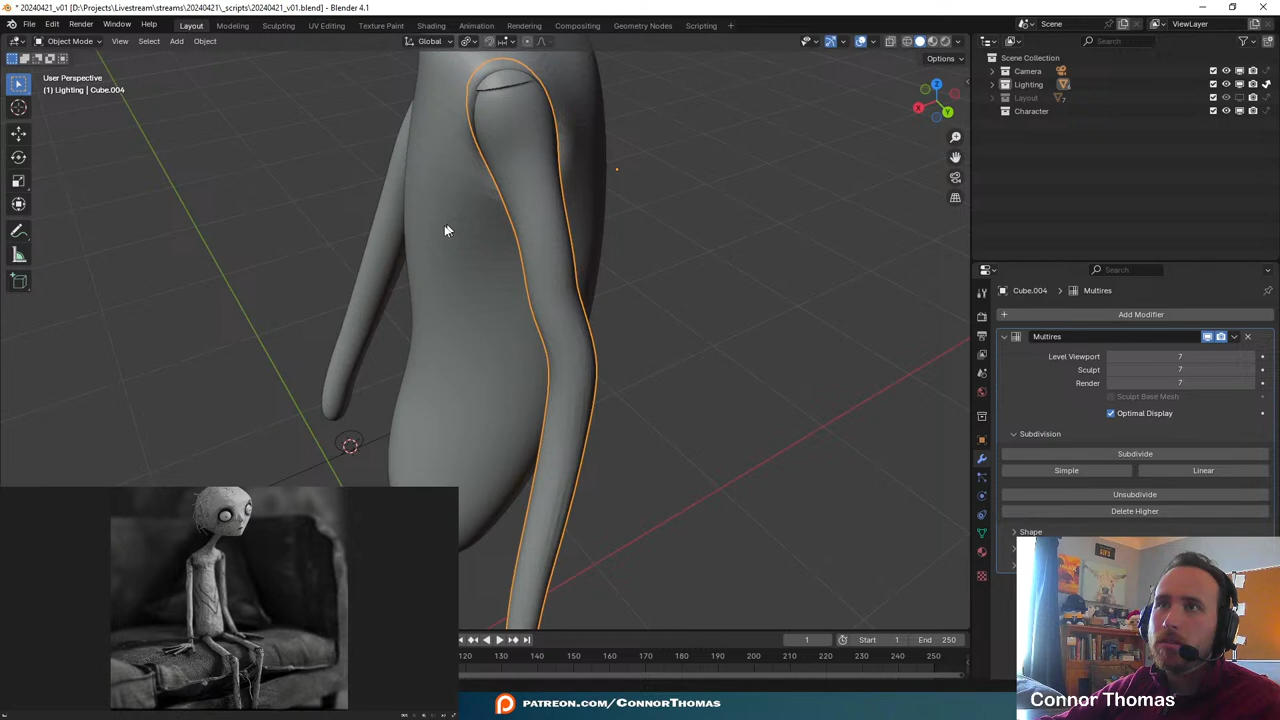 * 20240421_v01 [D:\Projects\Livestream\streams\20240421\_scripts\20240421_v01.blend] - Blender 4.1
File Edit Render Window Help Layout Modeling Sculpting UV Editing Texture Paint Shading Animation Rendering Compositing Geometry Nodes Scripting + Scene ViewLayer
Object Mode View Select Add Object Global Search
Options
User Perspective
(1) Lighting | Cube.004
Z
X
Y
Scene Collection
Camera
Lighting
Layout
Character
Search
Cube.004 > Multires
Add Modifier
Multires
Level Viewport 7
Sculpt 7
Render 7
Sculpt Base Mesh
Optimal Display
Subdivision
Subdivide
Simple Linear
Unsubdivide
Delete Higher
Shape
1 Start 1 End 250
120 130 140 150 160 170 180 190 200 210 220 230 240 250
PATREON.COM/CONNORTHOMAS
Connor Thomas